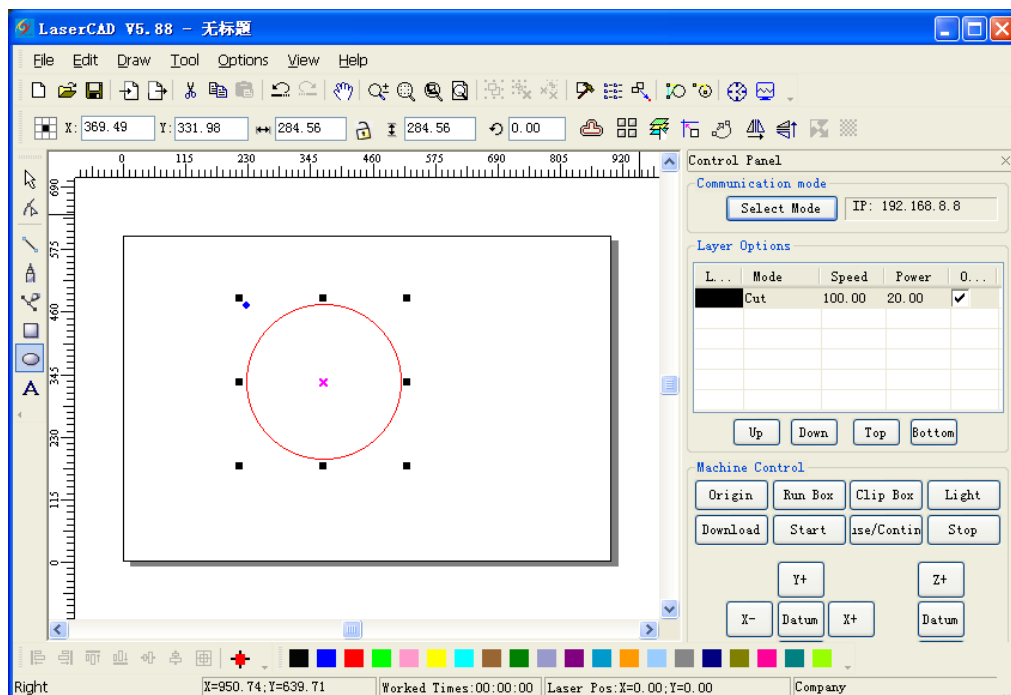 LaserCAD V5.88 - 无标题
File Edit Draw Tool Options View Help
X: 369.49 Y: 331.98 284.56 284.56 0.00
0 115 230 345 460 575 690 805 920
690
575
460
345
230
115
0
A
Control Panel
Communication mode
Select Mode IP: 192.168.8.8
Layer Options
L... Mode Speed Power O...
Cut 100.00 20.00
Up Down Top Bottom
Machine Control
Origin Run Box Clip Box Light
Download Start use/Contin Stop
Y+ Z+
X- Datum X+ Datum
Right X=950.74;Y=639.71 Worked Times:00:00:00 Laser Pos:X=0.00;Y=0.00 Company